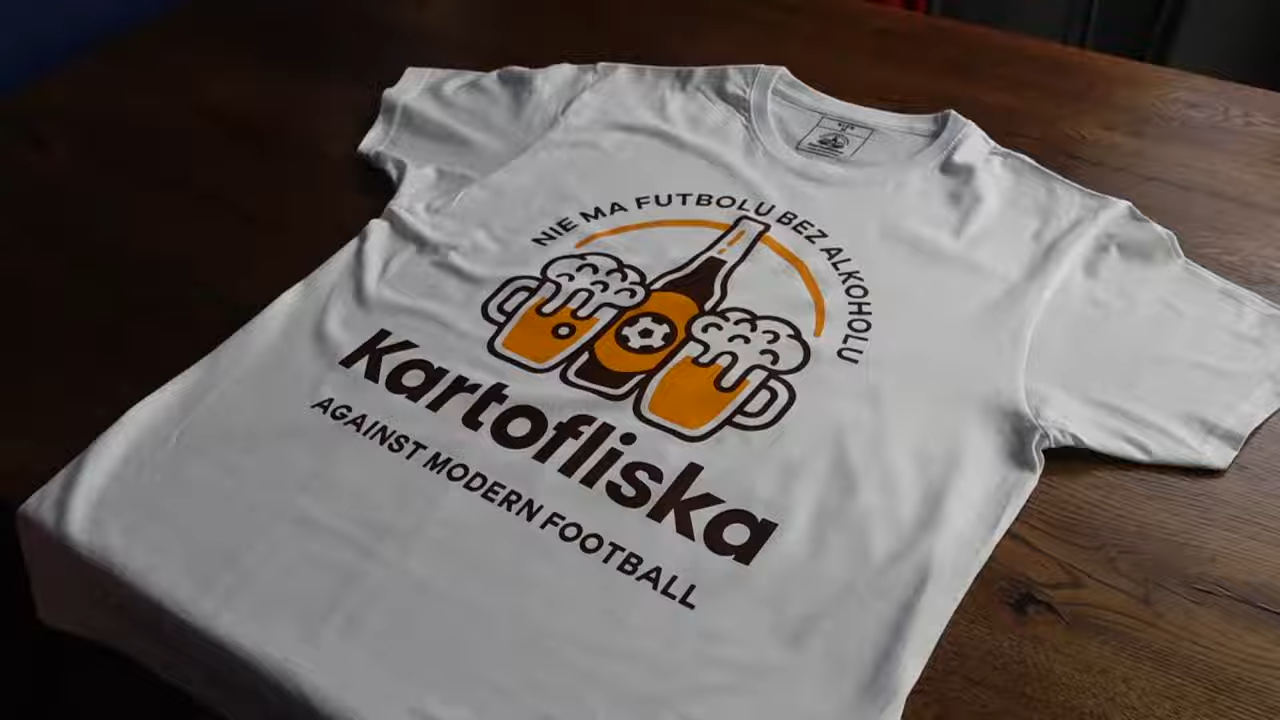 NIE MA FUTBOLU BEZ ALKOHOLU
Kartofliska
AGAINST MODERN FOOTBALL